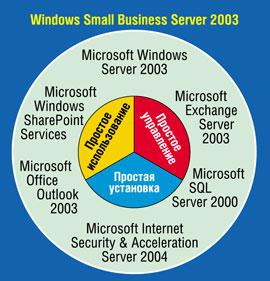 Windows Small Business Server 2003
Microsoft Windows
Server 2003
Microsoft
Windows
SharePoint
Services
Microsoft
Exchange
Server
2003
Простое
использование
Простое
управление
Простая
установка
Microsoft
Office
Outlook
2003
Microsoft
SQL
Server 2000
Microsoft Internet
Security & Acceleration
Server 2004